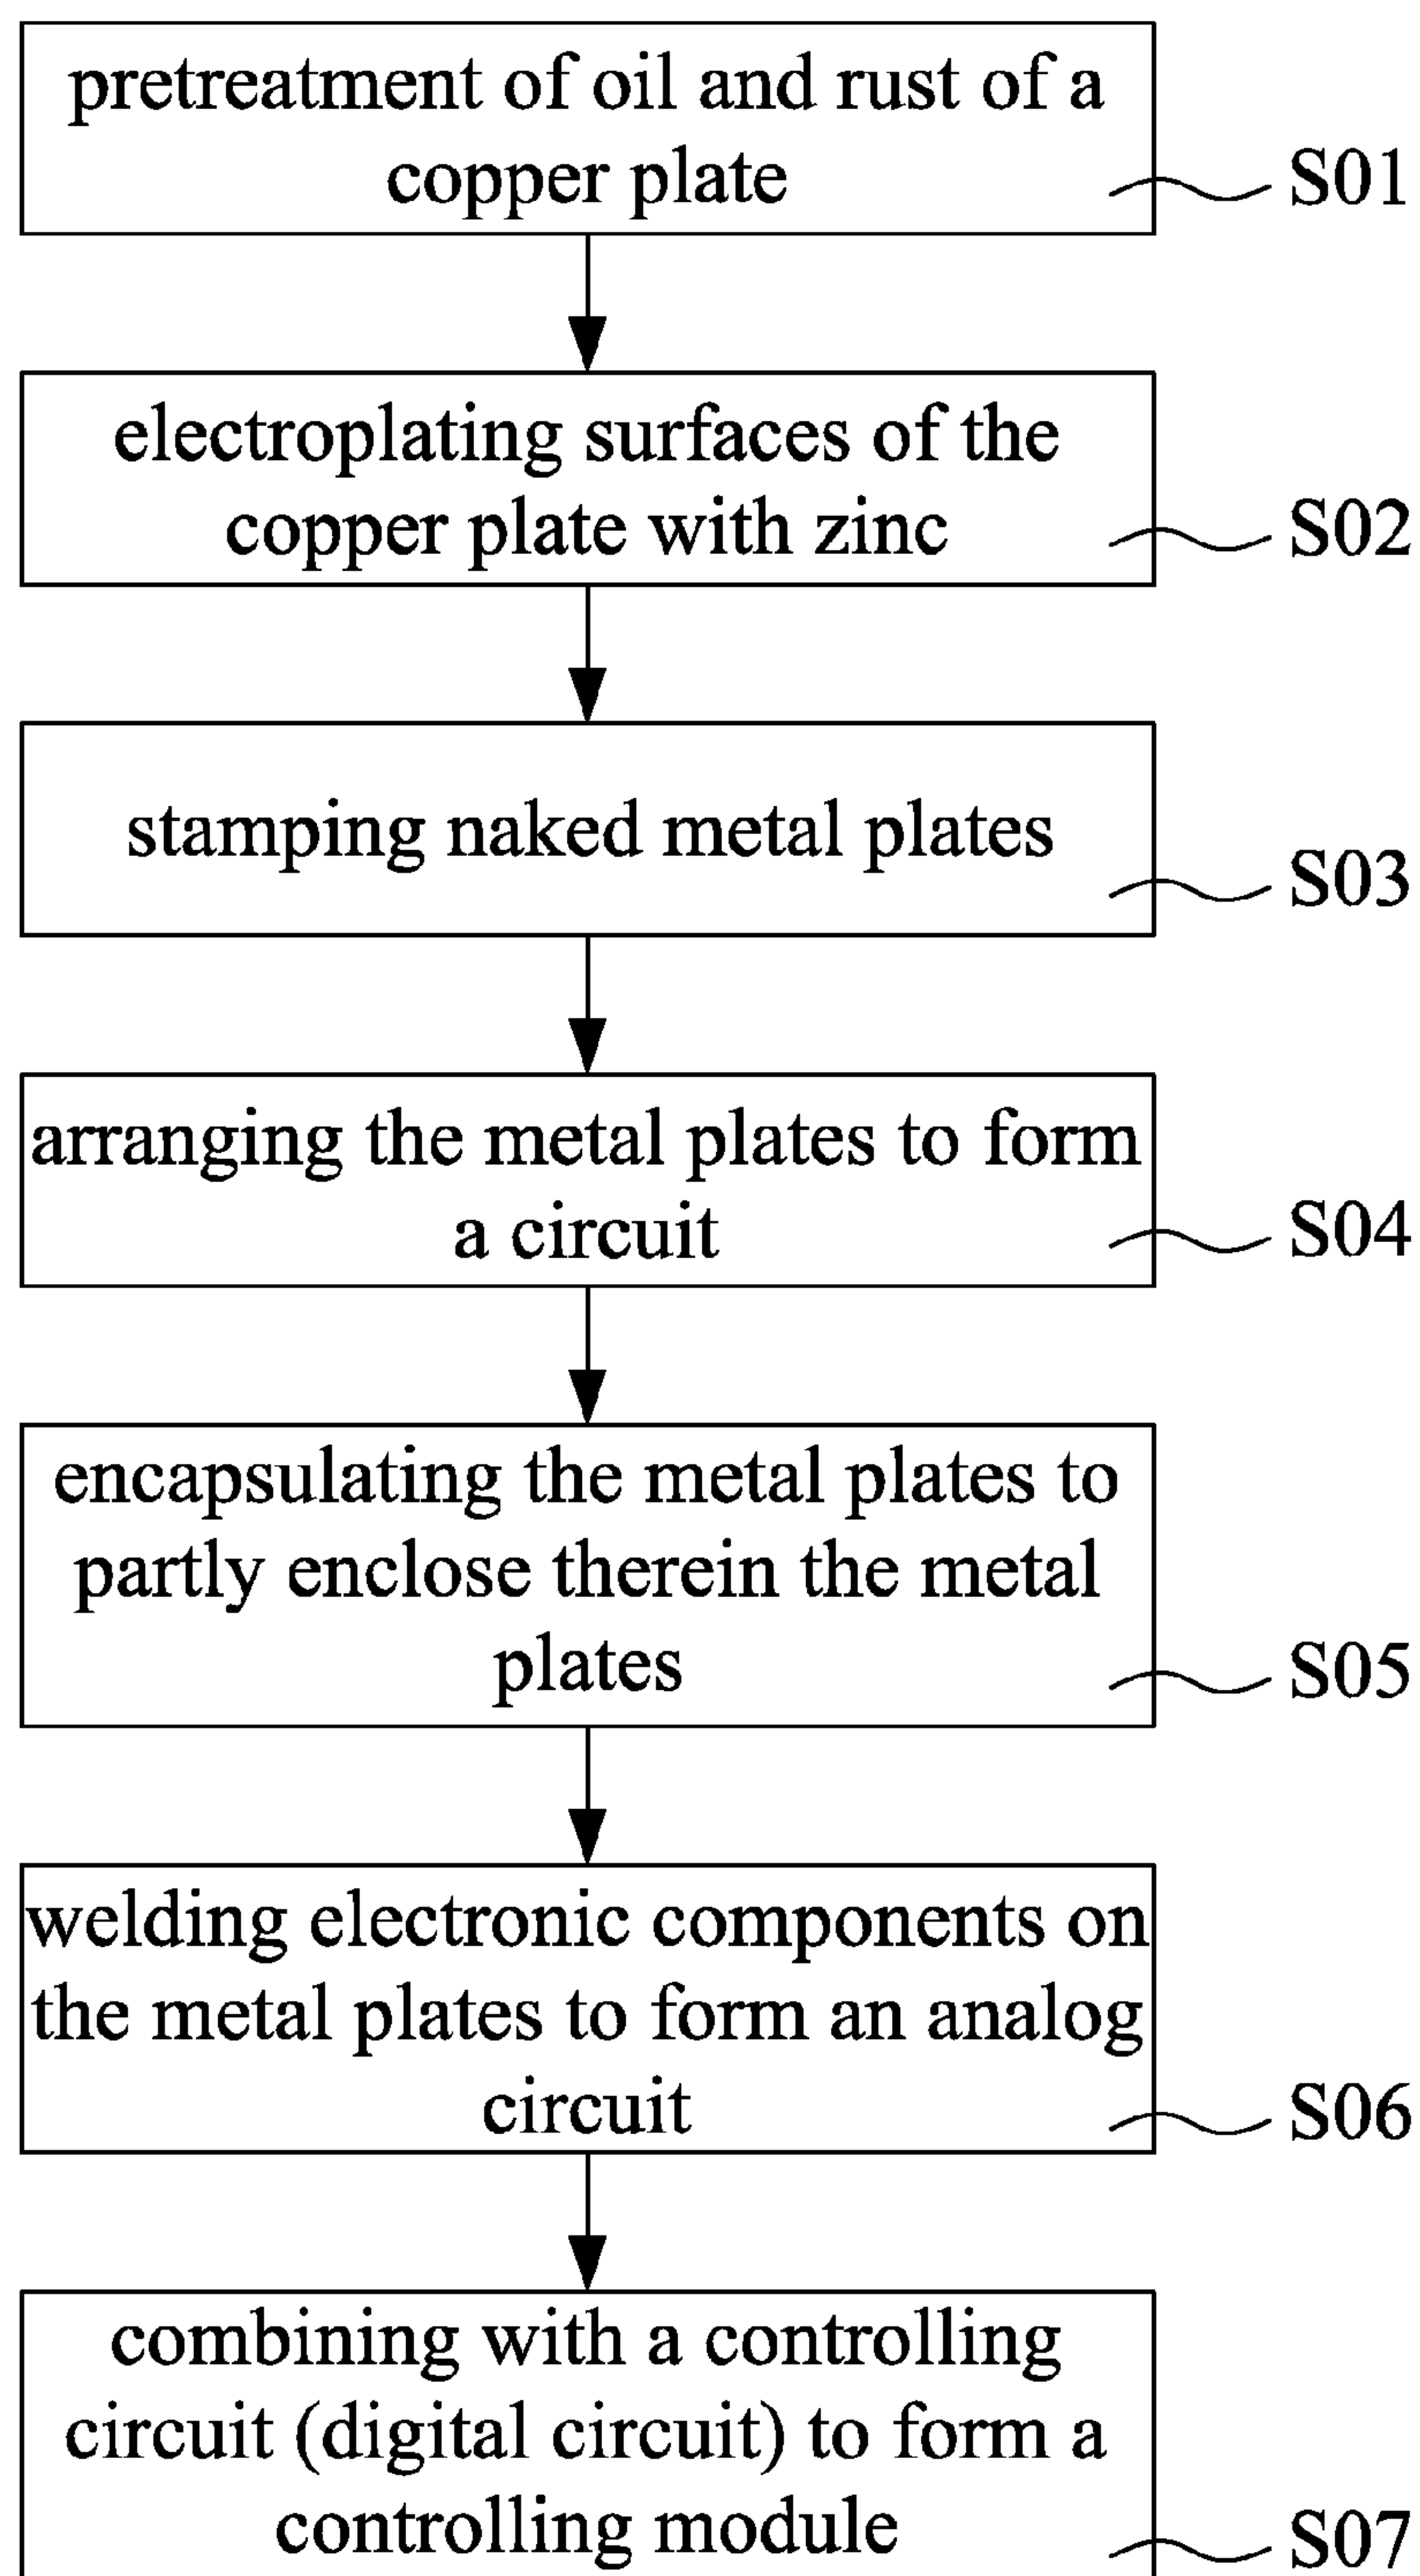 pretreatment of oil and rust of a
copper plate
S01
electroplating surfaces of the
copper plate with zinc
S02
stamping naked metal plates
S03
arranging the metal plates to form
a circuit
S04
encapsulating the metal plates to
partly enclose therein the metal
plates
S05
welding electronic components on
the metal plates to form an analog
circuit
S06
combining with a controlling
circuit (digital circuit) to form a
controlling module
S07